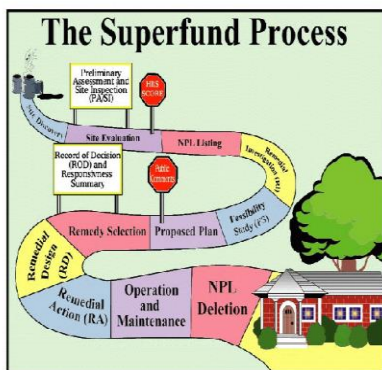 The Superfund Process
Preliminary
Assessment and
Site Inspection
(PA/SI)
HRS
SCORE
Site Discovery
Site Evaluation
NPL Listing
Remedial
Investigation (RI)
Record of Decision
(ROD) and
Responsiveness
Summary
Public
Comments
Feasibility
Study (FS)
Proposed Plan
Remedy Selection
Remedial
Design (RD)
Remedial
Action (RA)
Operation
and
Maintenance
NPL
Deletion